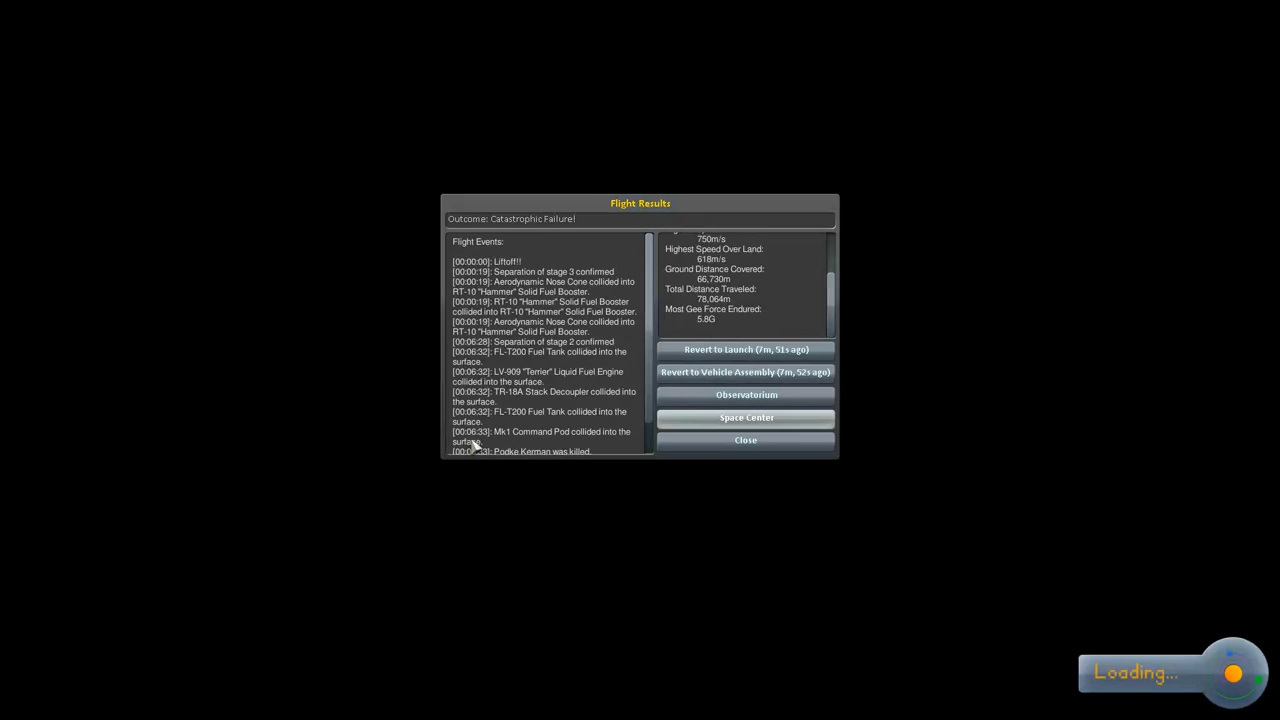 Flight Results
Outcome: Catastrophic Failure!
Flight Events:
[00:00:00]: Liftoff!!
[00:00:19]: Separation of stage 3 confirmed
[00:00:19]: Aerodynamic Nose Cone collided into
RT-10 "Hammer" Solid Fuel Booster.
[00:00:19]: RT-10 "Hammer" Solid Fuel Booster
collided into RT-10 "Hammer" Solid Fuel Booster.
[00:00:19]: Aerodynamic Nose Cone collided into
RT-10 "Hammer" Solid Fuel Booster.
[00:06:28]: Separation of stage 2 confirmed
[00:06:32]: FL-T200 Fuel Tank collided into the
surface.
[00:06:32]: LV-909 "Terrier" Liquid Fuel Engine
collided into the surface.
[00:06:32]: TR-18A Stack Decoupler collided into
the surface.
[00:06:32]: FL-T200 Fuel Tank collided into the
surface.
[00:06:33]: Mk1 Command Pod collided into the
surface.
Podke Kerman was killed.
750m/s
Highest Speed Over Land:
618m/s
Ground Distance Covered:
66,730m
Total Distance Traveled:
78,064m
Most Gee Force Endured:
5.8G
Revert to Launch (7m, 51s ago)
Revert to Vehicle Assembly (7m, 52s ago)
Observatorium
Space Center
Close
Loading...